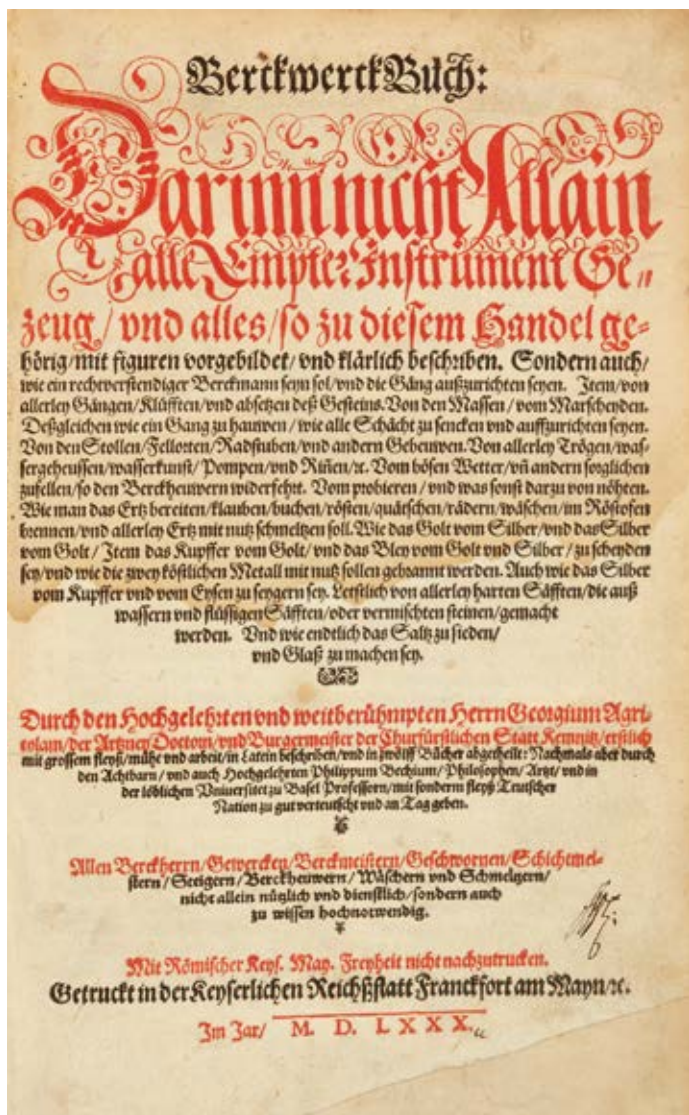 BerckwerckBuch:
Darinn nicht Allain
alle Empter Instrument Ge-
zeug/ vnd alles/ so zu diesem Handel ge-
hörig/ mit figuren vorgebildet/ vnd klärlich beschriben. Sondern auch/
wie ein rechtverstendiger Berckmann seyn sol/ vnd die Gäng außzurichten seyen. Item/ von
allerley Gängen/ Klüfften/ vnd absetzen deß Gesteins. Von den Massen/ vom Marscheyden.
Deßgleichen wie ein Gang zu hauwen/ wie alle Schächt zu sencken vnd auffzurichten seyen.
Von den Stollen/ Fellorten/ Radstuben/ vnd andern Gebeuwen. Von allerley Trögen/ was-
sergeheussen/ wasserkunst/ Pompen/ vnd Riñen/ ꝛc. Vom bösen Wetter/ vñ andern sorglichen
zufellen/ so den Berckheuwern widerfehrt. Vom probieren/ vnd was sonst darzu von nöhten.
Wie man das Ertz bereiten/ klauben/ buchen/ rösten/ quätschen/ rädern/ wäschen/ im Röstofen
brennen/ vnd allerley Ertz mit nutz schmeltzen soll. Wie das Golt vom Silber/ vnd das Silber
vom Golt/ Item das Kupffer vom Golt/ vnd das Bley vom Golt vnd Silber/ zu scheyden
sey/ vnd wie die zwey köstlichen Metall mit nutz sollen gebrannt werden. Auch wie das Silber
vom Kupffer vnd vom Eysen zu seygern sey. Letstlich von allerley harten Säfften/ die auß
wassern vnd flüssigen Säfften/ oder vermischten steinen/ gemacht
werden. Vnd wie endtlich das Saltz zu sieden/
vnd Glaß zu machen sey.
Durch den Hochgelehrten vnd weitberühmpten Herrn Georgium Agri-
colam/ der Artzney Doctorn/ vnd Burgermeister der Churfürstlichen Statt Kemnitz/ erstlich
mit grossem fleyß/ mühe vnd arbeit/ in Latein beschriben/ vnd in zwölff Bücher abgetheilt: Nachmals aber durch
den Achtbarn/ vnd auch Hochgelehrten Philippum Bechium/ Philosophen/ Artzt/ vnd in
der löblichen Vniuersitet zu Basel Professorn/ mit sonderm fleyß Teutscher
Nation zu gut verteutscht vnd an Tag geben.
Allen Berckherrn/ Gewercken/ Berckmeistern/ Geschwornen/ Schichtmei-
stern/ Steigern/ Berckheuwern/ Wäschern vnd Schmeltzern/
nicht allein nützlich vnd dienstlich/ sondern auch
zu wissen hochnotwendig.
Mit Römischer Keys. May. Freyheit nicht nachzutrucken.
Getruckt in der Keyserlichen Reichßstatt Franckfort am Mayn/ ꝛc.
Im Jar/ M. D. LXXX.